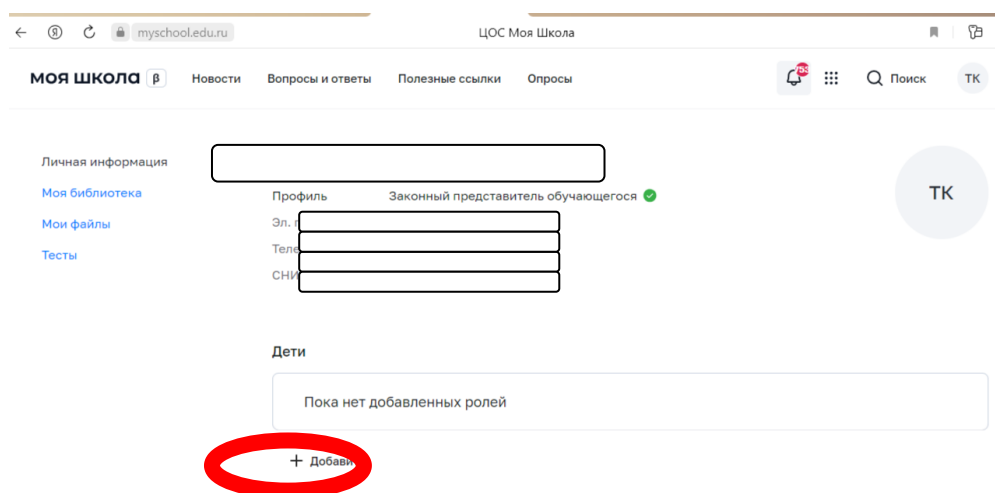 myschool.edu.ru
ЦОС Моя Школа
моя школа β
Новости
Вопросы и ответы
Полезные ссылки
Опросы
Поиск
ТК
Личная информация
Моя библиотека
Профиль
Законный представитель обучающегося
ТК
Мои файлы
Эл.
Тесты
Дети
Пока нет добавленных ролей